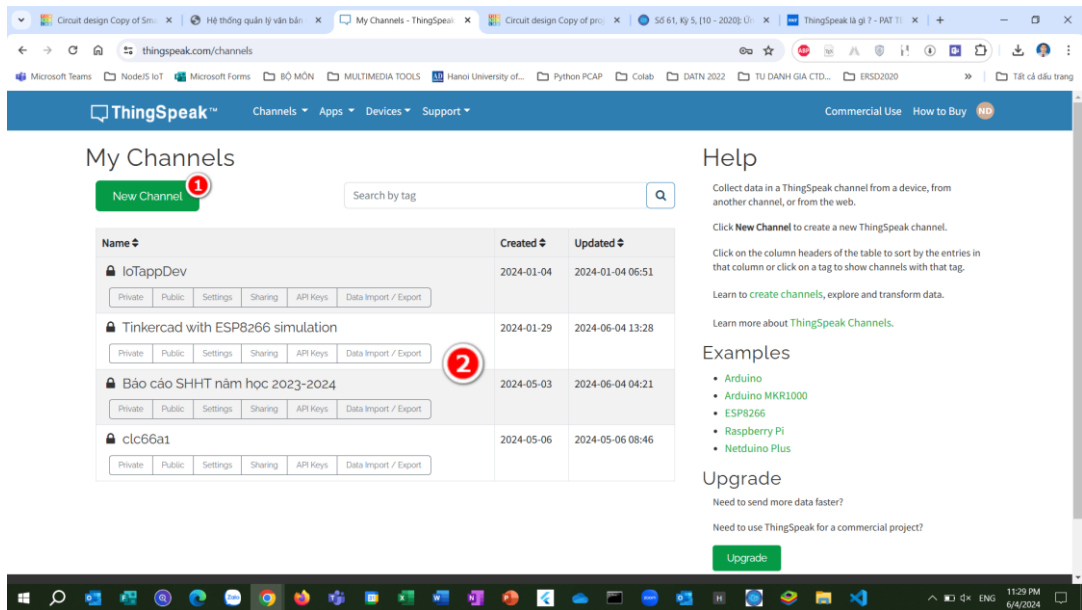 Circuit design Copy of Sma
Hệ thống quản lý văn bản
My Channels - ThingSpeak
Circuit design Copy of proj
Số 61, Kỳ 5, [10 - 2020]: Ứn
ThingSpeak là gì ? - PAT T
thingspeak.com/channels
ABP
Microsoft Teams
NodeJS IoT
Microsoft Forms
BỘ MÔN
MULTIMEDIA TOOLS
Hanoi University of...
Python PCAP
Colab
DATN 2022
TU DANH GIA CTD...
ERSD2020
»
Tất cả dấu trang
ThingSpeak™
Channels
Apps
Devices
Support
Commercial Use
How to Buy
ND
My Channels
New Channel
1
Search by tag
Name
Created
Updated
IoTappDev
2024-01-04
2024-01-04 06:51
Private
Public
Settings
Sharing
API Keys
Data Import / Export
Tinkercad with ESP8266 simulation
2024-01-29
2024-06-04 13:28
Private
Public
Settings
Sharing
API Keys
Data Import / Export
2
Báo cáo SHHT năm học 2023-2024
2024-05-03
2024-06-04 04:21
Private
Public
Settings
Sharing
API Keys
Data Import / Export
clc66a1
2024-05-06
2024-05-06 08:46
Private
Public
Settings
Sharing
API Keys
Data Import / Export
Help
Collect data in a ThingSpeak channel from a device, from
another channel, or from the web.
Click New Channel to create a new ThingSpeak channel.
Click on the column headers of the table to sort by the entries in
that column or click on a tag to show channels with that tag.
Learn to create channels, explore and transform data.
Learn more about ThingSpeak Channels.
Examples
• Arduino
• Arduino MKR1000
• ESP8266
• Raspberry Pi
• Netduino Plus
Upgrade
Need to send more data faster?
Need to use ThingSpeak for a commercial project?
Upgrade
Zalo
ENG
11:29 PM
6/4/2024